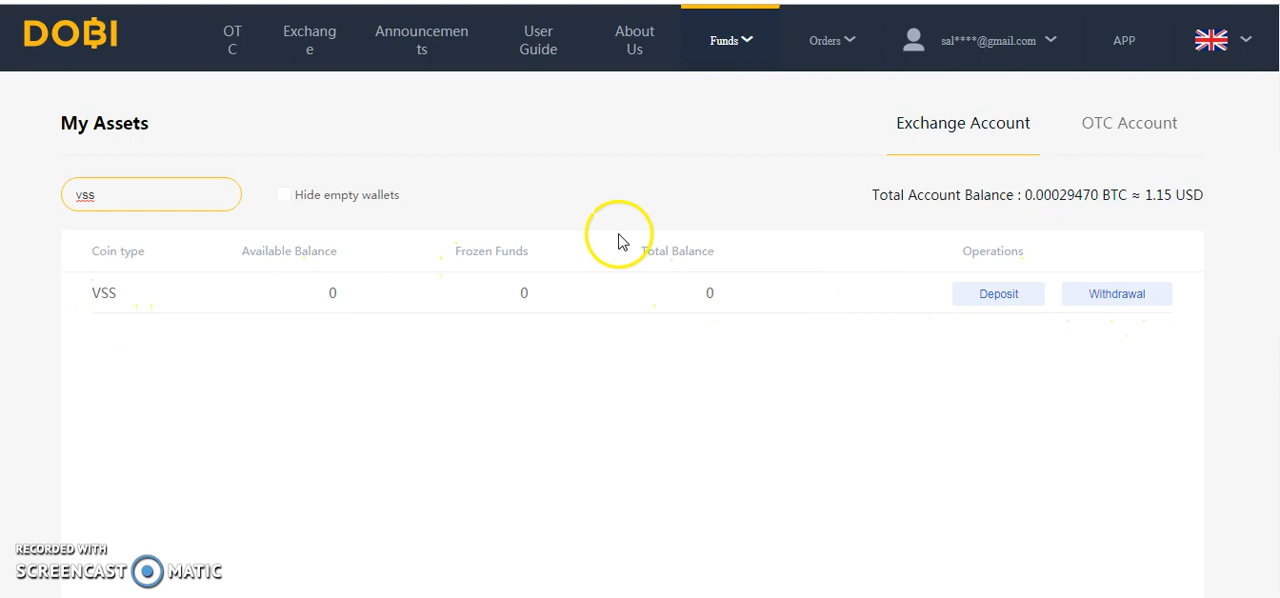 DOBI
OT
C
Exchang
e
Announcemen
ts
User
Guide
About
Us
Funds
Orders
sal****@gmail.com
APP
My Assets
Exchange Account
OTC Account
vss
Hide empty wallets
Total Account Balance : 0.00029470 BTC ≈ 1.15 USD
Coin type Available Balance Frozen Funds Total Balance Operations
VSS 0 0 0 Deposit Withdrawal
RECORDED WITH
SCREENCAST MATIC